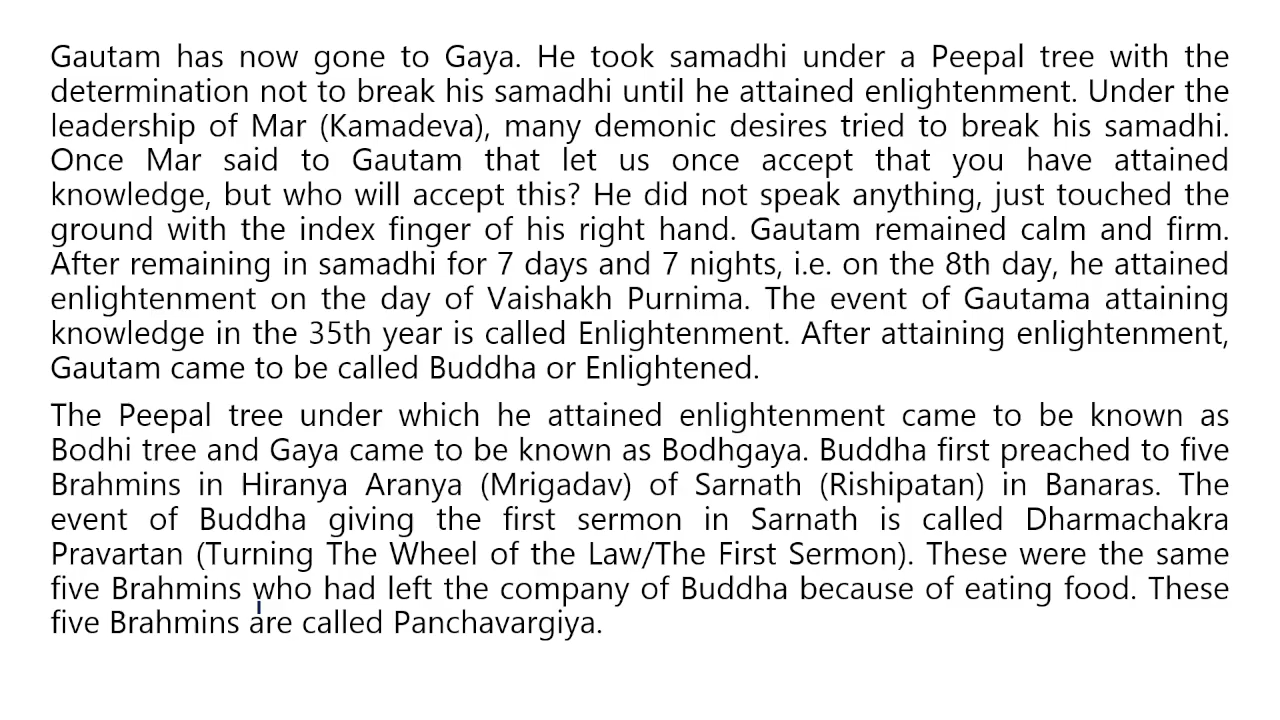 Gautam has now gone to Gaya. He took samadhi under a Peepal tree with the
determination not to break his samadhi until he attained enlightenment. Under the
leadership of Mar (Kamadeva), many demonic desires tried to break his samadhi.
Once Mar said to Gautam that let us once accept that you have attained
knowledge, but who will accept this? He did not speak anything, just touched the
ground with the index finger of his right hand. Gautam remained calm and firm.
After remaining in samadhi for 7 days and 7 nights, i.e. on the 8th day, he attained
enlightenment on the day of Vaishakh Purnima. The event of Gautama attaining
knowledge in the 35th year is called Enlightenment. After attaining enlightenment,
Gautam came to be called Buddha or Enlightened.
The Peepal tree under which he attained enlightenment came to be known as
Bodhi tree and Gaya came to be known as Bodhgaya. Buddha first preached to five
Brahmins in Hiranya Aranya (Mrigadav) of Sarnath (Rishipatan) in Banaras. The
event of Buddha giving the first sermon in Sarnath is called Dharmachakra
Pravartan (Turning The Wheel of the Law/The First Sermon). These were the same
five Brahmins who had left the company of Buddha because of eating food. These
five Brahmins are called Panchavargiya.